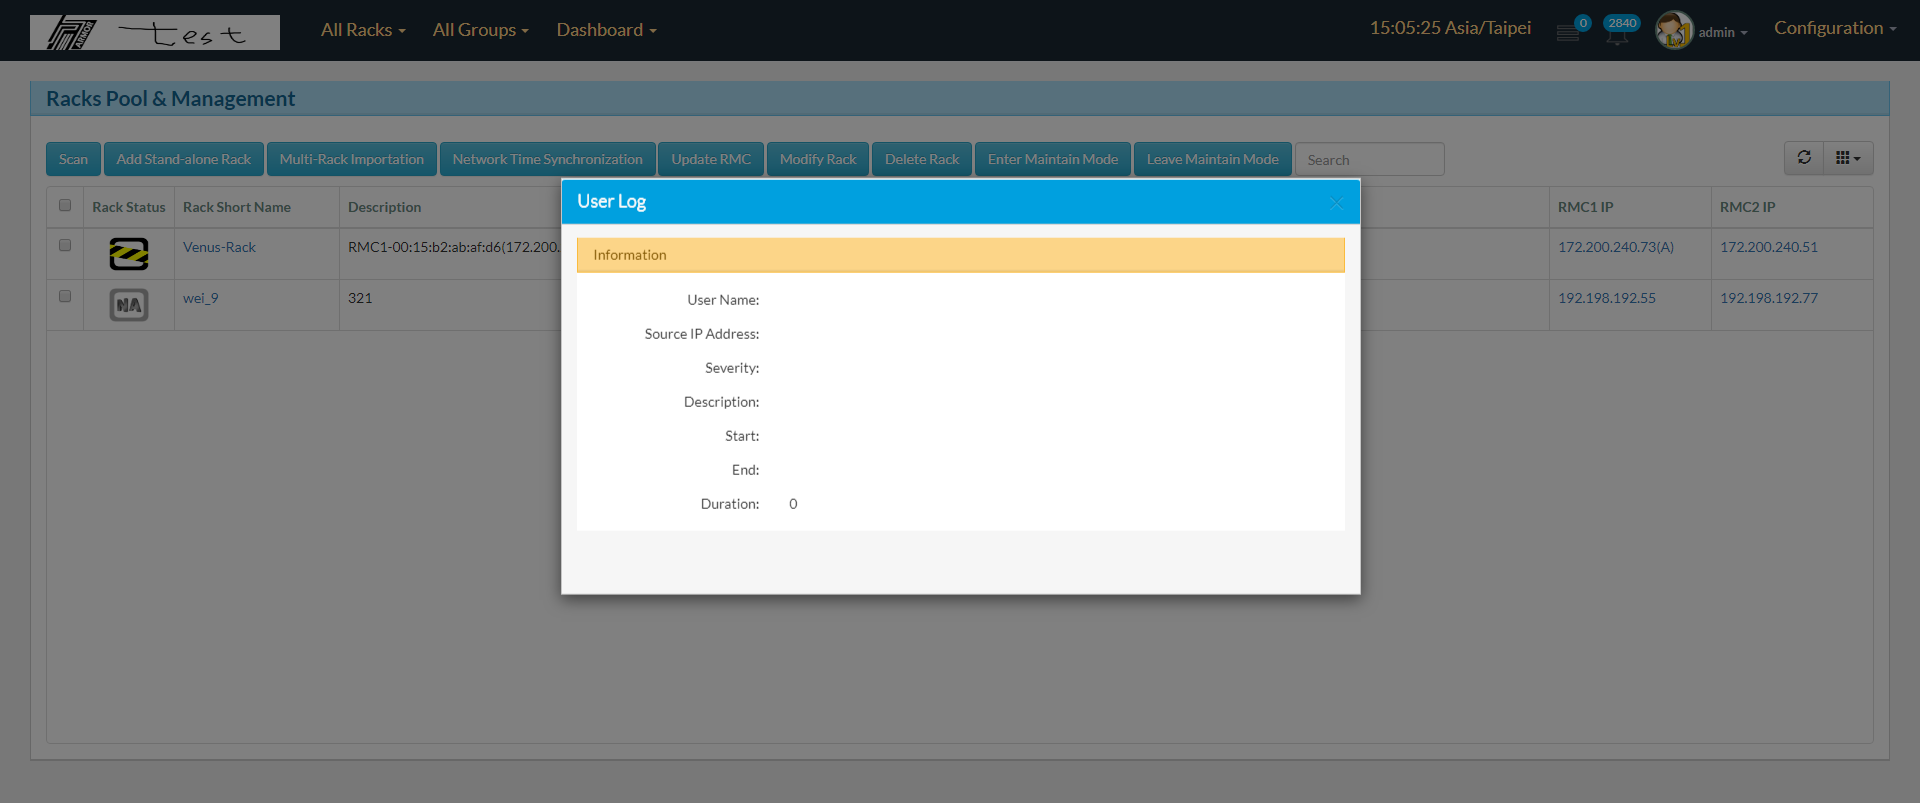 ARMOR test All Racks All Groups Dashboard 15:05:25 Asia/Taipei 0 2840 admin Configuration
Racks Pool & Management
Scan Add Stand-alone Rack Multi-Rack Importation Network Time Synchronization Update RMC Modify Rack Delete Rack Enter Maintain Mode Leave Maintain Mode Search
Rack Status Rack Short Name Description RMC1 IP RMC2 IP
Venus-Rack RMC1-00:15:b2:ab:af:d6(172.200. 172.200.240.73(A) 172.200.240.51
NA wei_9 321 192.198.192.55 192.198.192.77
User Log
Information
User Name:
Source IP Address:
Severity:
Description:
Start:
End:
Duration: 0